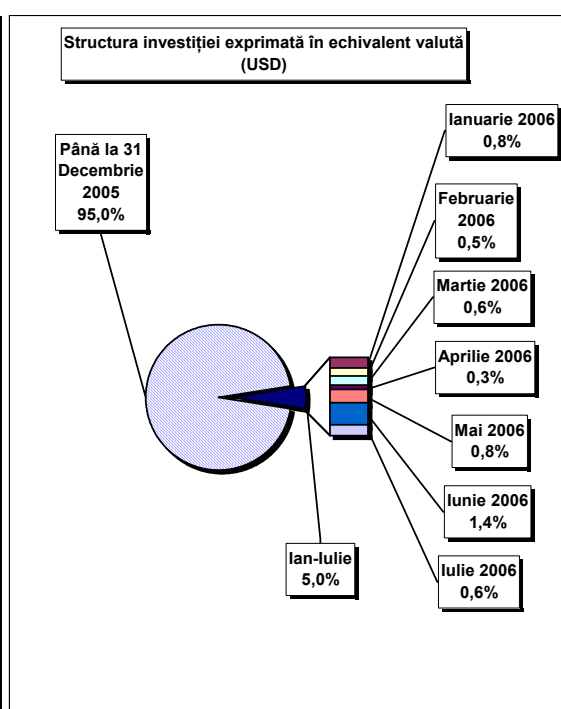 Structura investiției exprimată în echivalent valută
(USD)
Până la 31
Decembrie
2005
95,0%
Ianuarie 2006
0,8%
Februarie
2006
0,5%
Martie 2006
0,6%
Aprilie 2006
0,3%
Mai 2006
0,8%
Iunie 2006
1,4%
Iulie 2006
0,6%
Ian-Iulie
5,0%